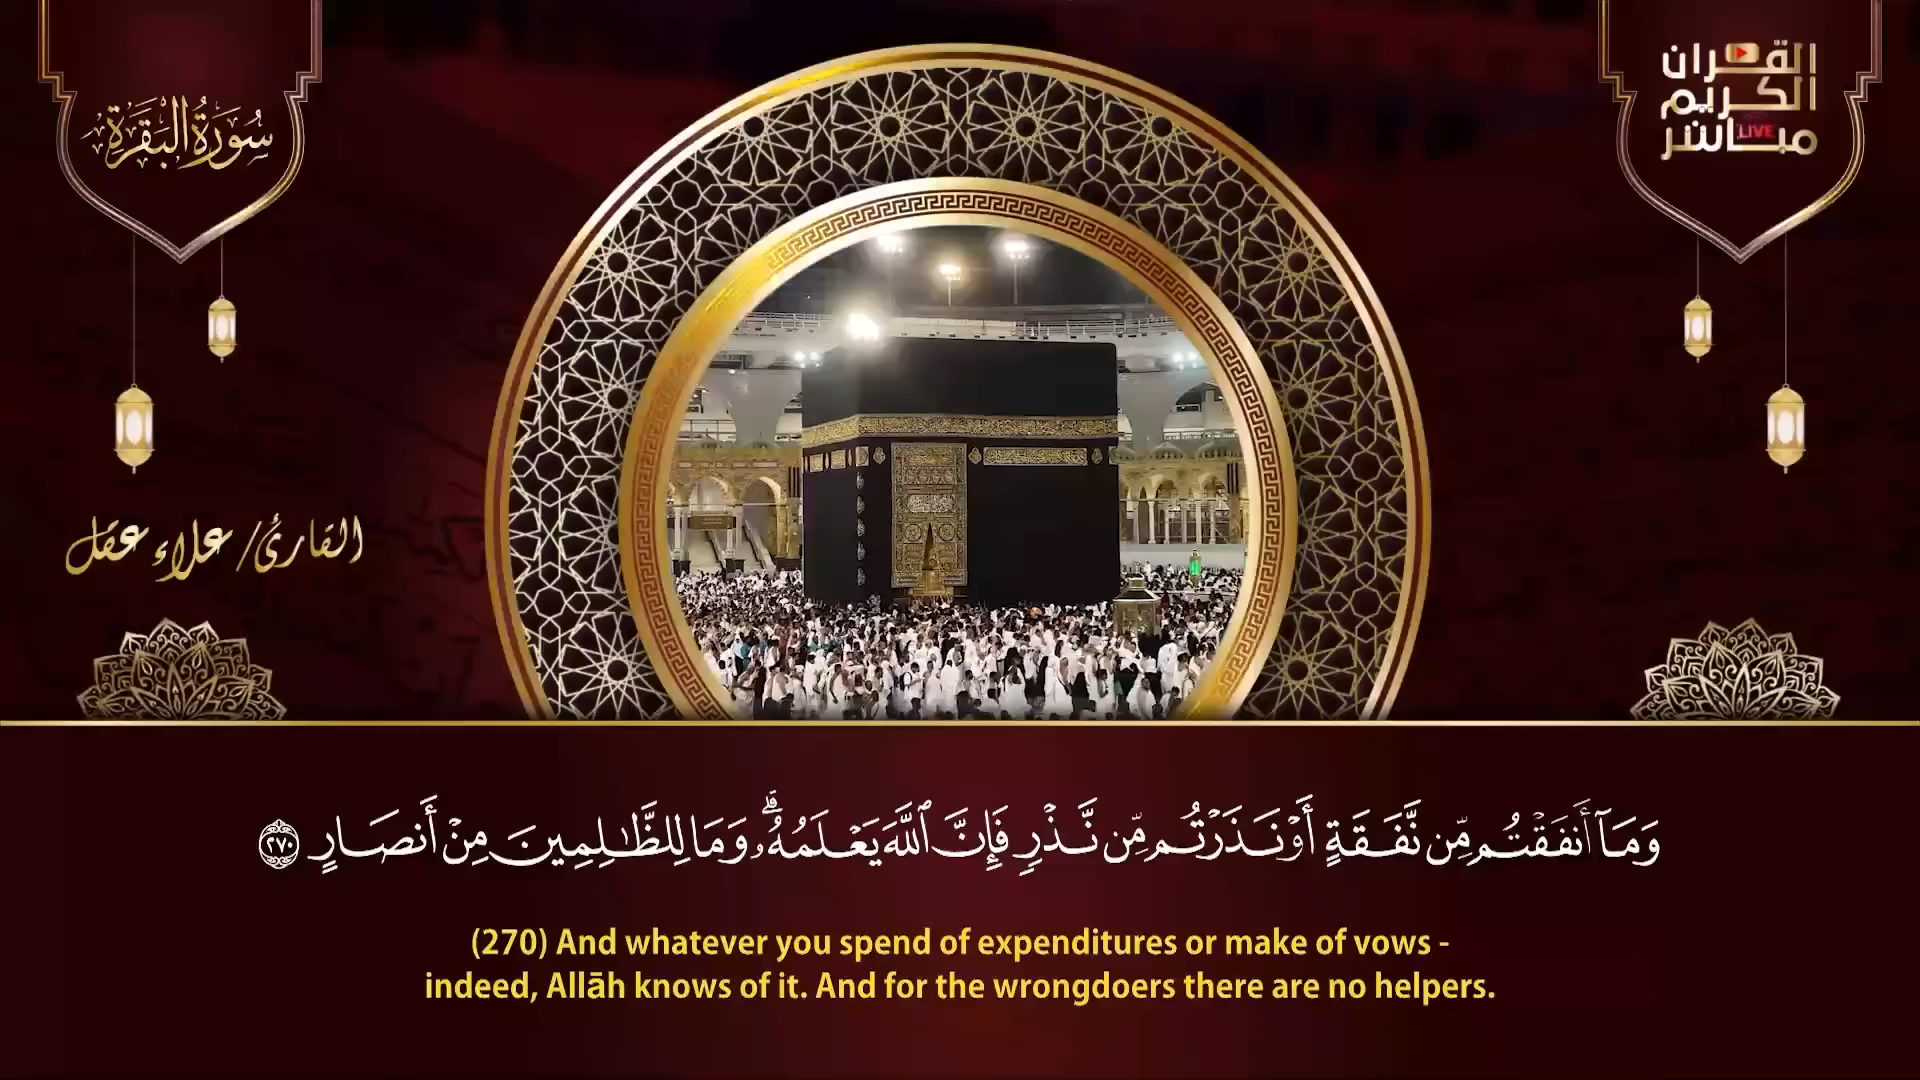 سُورَةُ البَقَرَةِ
القران
الكريم
مباشر
LIVE
القارئ/ علاء عقل
وَمَآ أَنفَقْتُم مِّن نَّفَقَةٍ أَوْ نَذَرْتُم مِّن نَّذْرٍ فَإِنَّ ٱللَّهَ يَعْلَمُهُۥۗ وَمَا لِلظَّٰلِمِينَ مِنْ أَنصَارٍ ٢٧٠
(270) And whatever you spend of expenditures or make of vows -
indeed, Allāh knows of it. And for the wrongdoers there are no helpers.